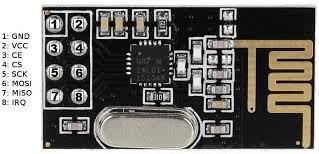 1: GND
2: VCC
3: CE
4: CS
5: SCK
6: MOSI
7: MISO
8: IRQ
1 2
3 4
5 6
7 8